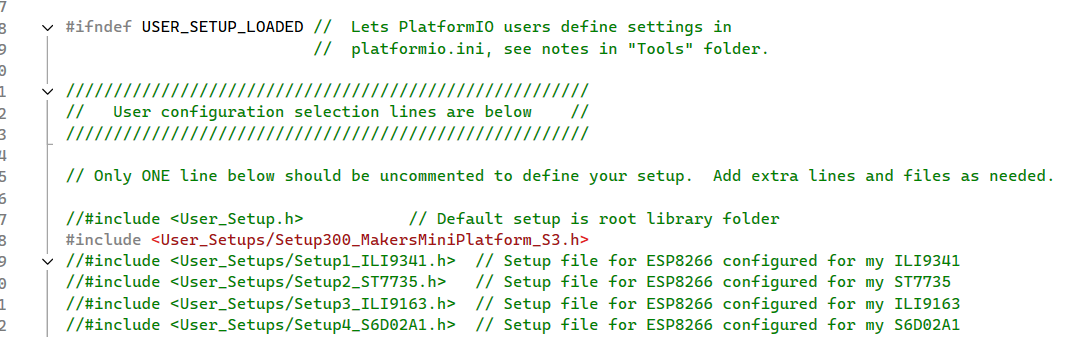 7
8 #ifndef USER_SETUP_LOADED //  Lets PlatformIO users define settings in
9                           //  platformio.ini, see notes in "Tools" folder.
0
1 ///////////////////////////////////////////////////////
2 //   User configuration selection lines are below    //
3 ///////////////////////////////////////////////////////
4
5 // Only ONE line below should be uncommented to define your setup.  Add extra lines and files as needed.
6
7 //#include <User_Setup.h>           // Default setup is root library folder
8 #include <User_Setups/Setup300_MakersMiniPlatform_S3.h>
9 //#include <User_Setups/Setup1_ILI9341.h>  // Setup file for ESP8266 configured for my ILI9341
0 //#include <User_Setups/Setup2_ST7735.h>   // Setup file for ESP8266 configured for my ST7735
1 //#include <User_Setups/Setup3_ILI9163.h>  // Setup file for ESP8266 configured for my ILI9163
2 //#include <User_Setups/Setup4_S6D02A1.h>  // Setup file for ESP8266 configured for my S6D02A1